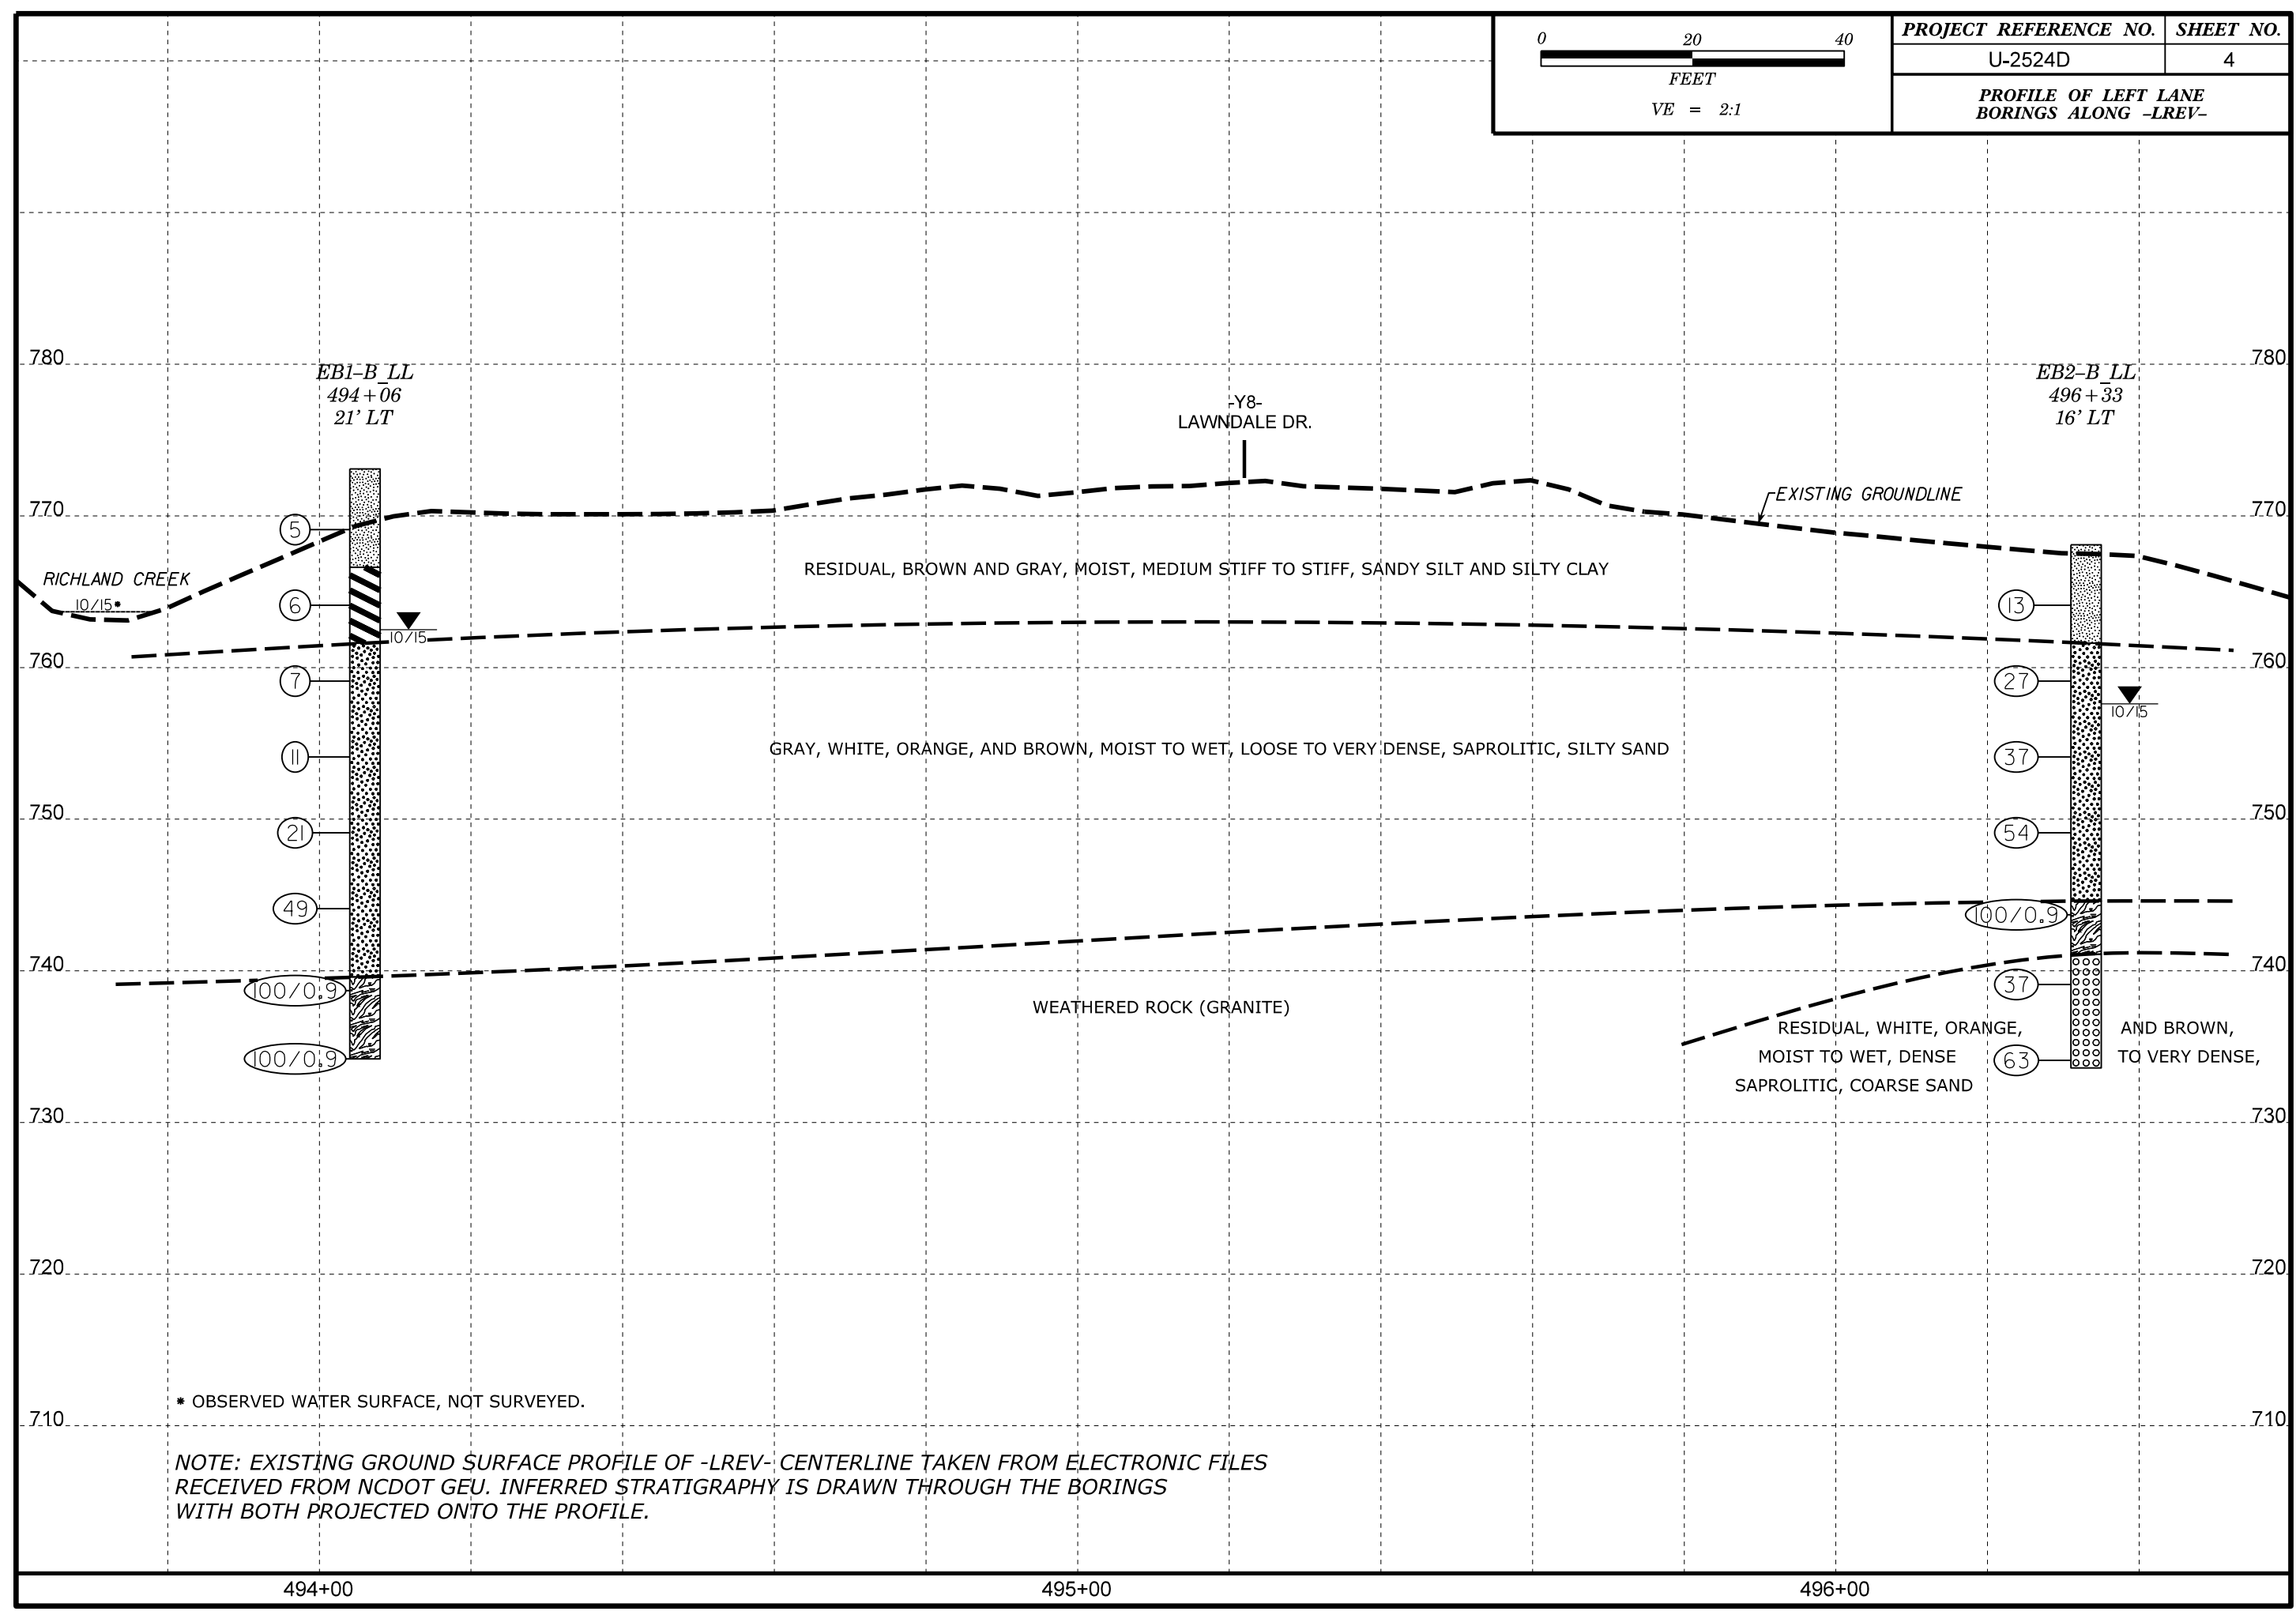 0 20 40
FEET
VE = 2:1
PROJECT REFERENCE NO. SHEET NO.
U-2524D 4
PROFILE OF LEFT LANE
BORINGS ALONG -LREV-
780 780
EB1-B_LL
494+06
21' LT
EB2-B_LL
496+33
16' LT
-Y8-
LAWNDALE DR.
EXISTING GROUNDLINE
770 770
5
RICHLAND CREEK
10/15*
RESIDUAL, BROWN AND GRAY, MOIST, MEDIUM STIFF TO STIFF, SANDY SILT AND SILTY CLAY
6 13
10/15
760 760
7 27
10/15
GRAY, WHITE, ORANGE, AND BROWN, MOIST TO WET, LOOSE TO VERY DENSE, SAPROLITIC, SILTY SAND
11 37
750 750
21 54
49 100/0.9
740 740
100/0.9 37
WEATHERED ROCK (GRANITE)
RESIDUAL, WHITE, ORANGE, AND BROWN,
MOIST TO WET, DENSE TO VERY DENSE,
100/0.9 63
SAPROLITIC, COARSE SAND
730 730
720 720
* OBSERVED WATER SURFACE, NOT SURVEYED.
710 710
NOTE: EXISTING GROUND SURFACE PROFILE OF -LREV- CENTERLINE TAKEN FROM ELECTRONIC FILES
RECEIVED FROM NCDOT GEU. INFERRED STRATIGRAPHY IS DRAWN THROUGH THE BORINGS
WITH BOTH PROJECTED ONTO THE PROFILE.
494+00 495+00 496+00